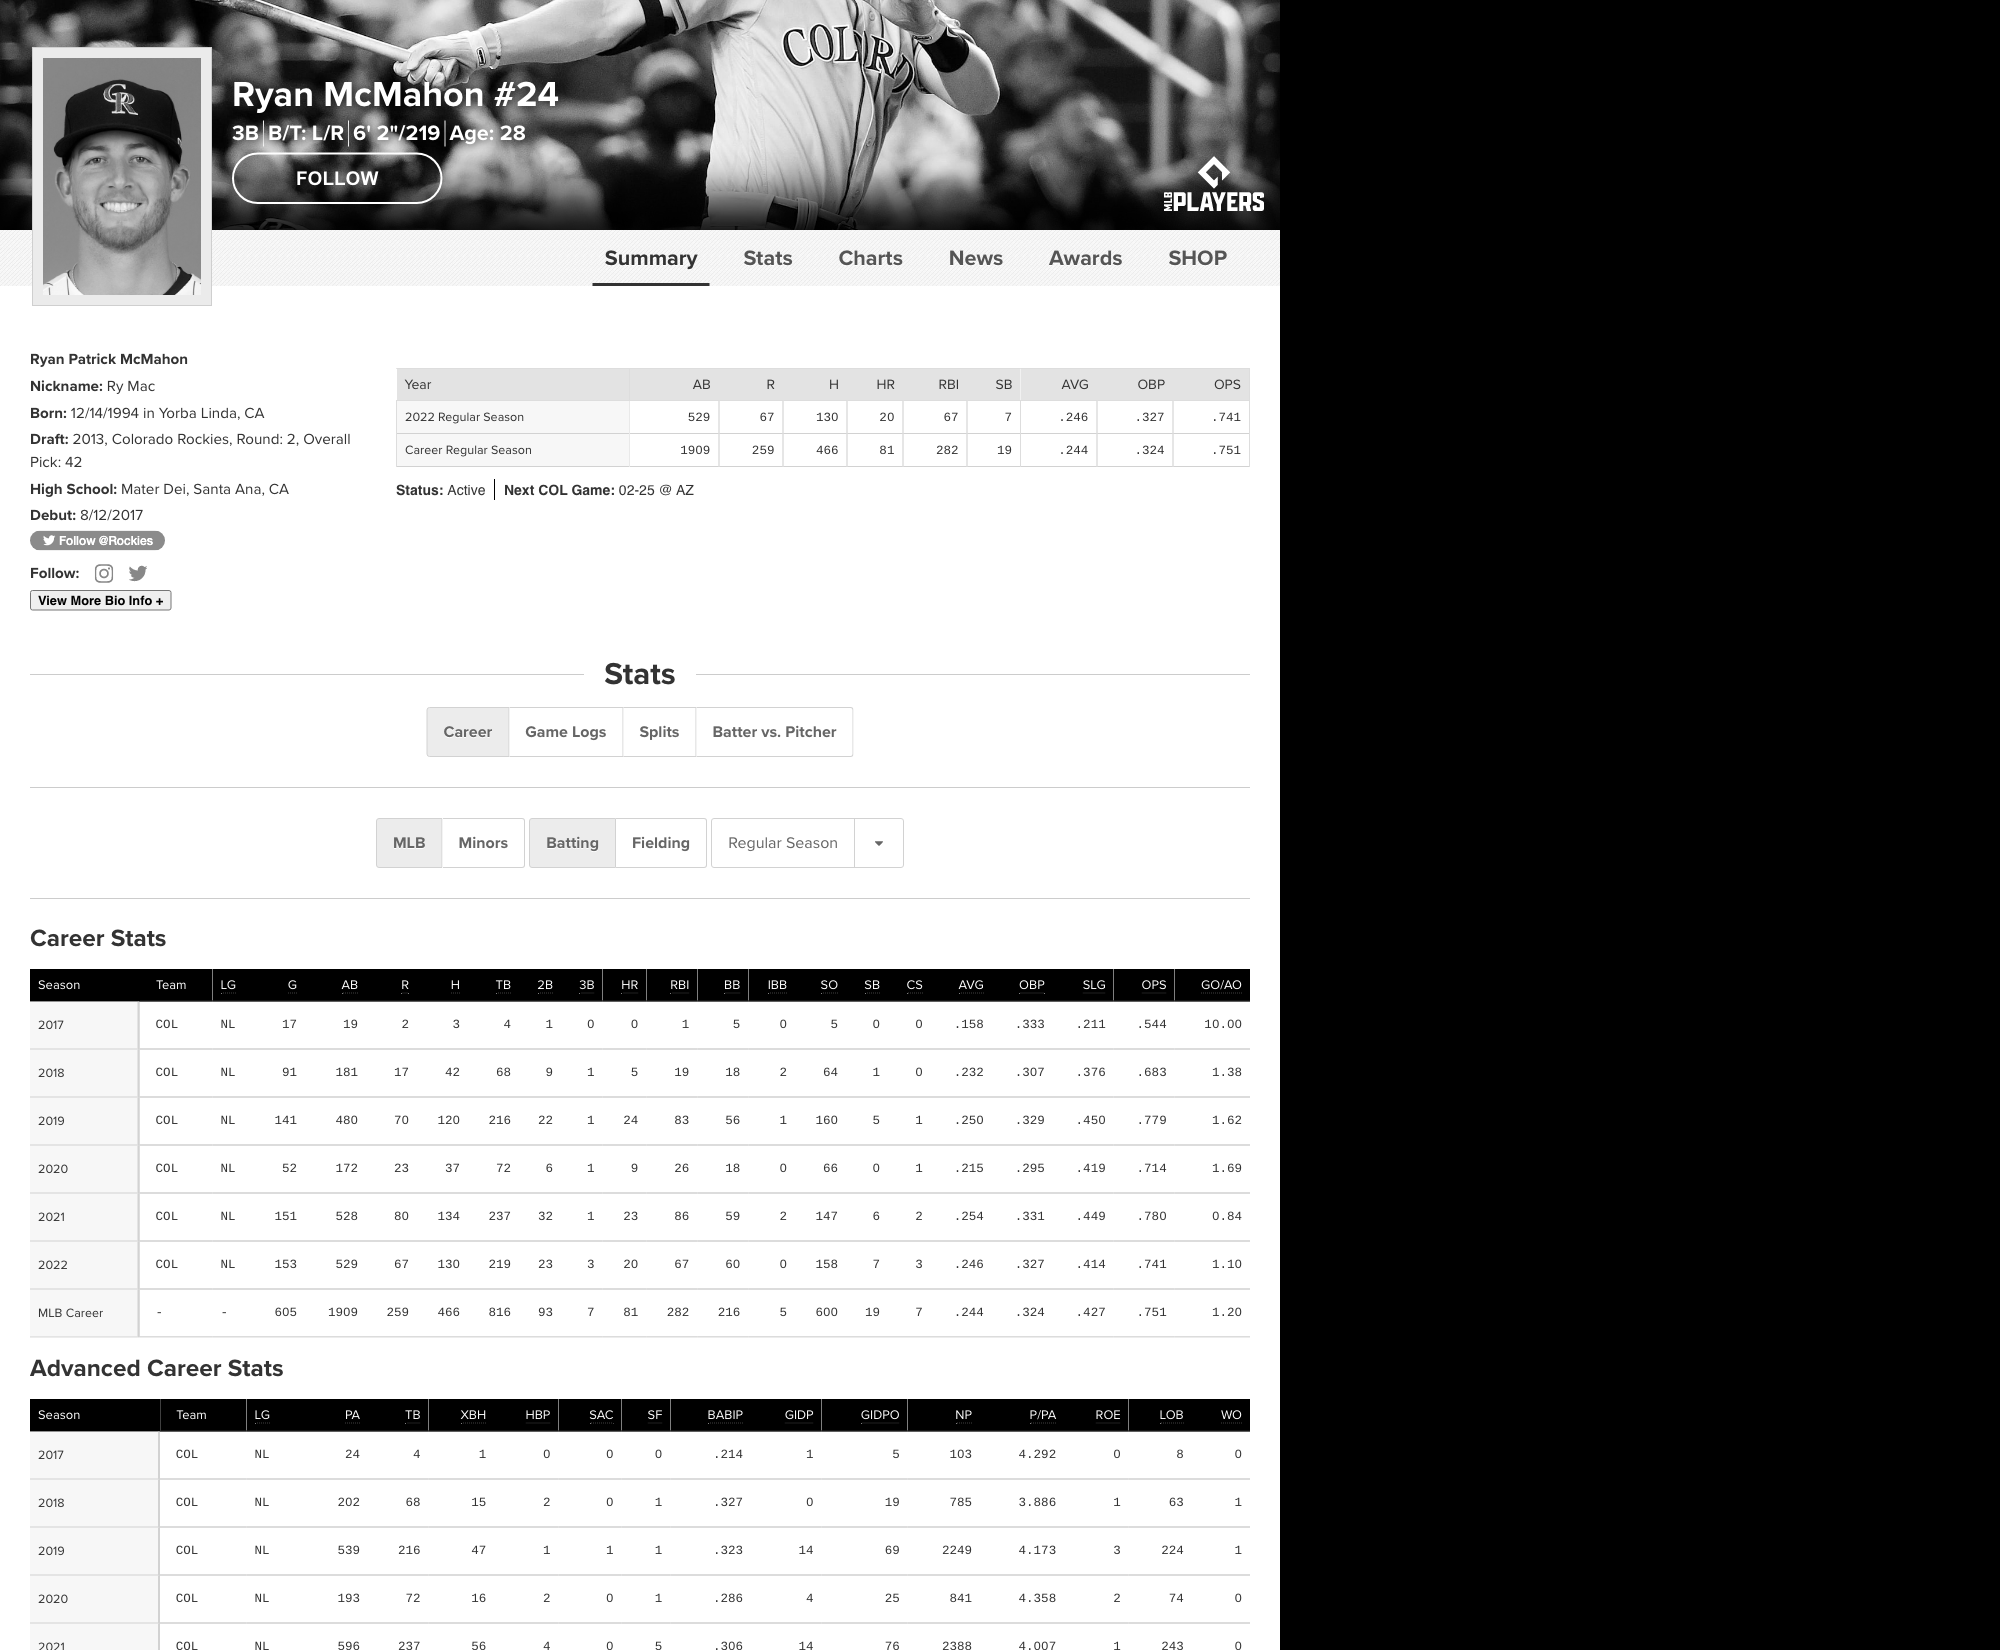 COLOR
Ryan McMahon #24
3B B/T: L/R 6' 2"/219 Age: 28
FOLLOW
MLB PLAYERS
Summary Stats Charts News Awards SHOP
Ryan Patrick McMahon
Nickname: Ry Mac
Born: 12/14/1994 in Yorba Linda, CA
Draft: 2013, Colorado Rockies, Round: 2, Overall
Pick: 42
High School: Mater Dei, Santa Ana, CA
Debut: 8/12/2017
Follow @Rockies
Follow:
View More Bio Info +
Year AB R H HR RBI SB AVG OBP OPS
2022 Regular Season 529 67 130 20 67 7 .246 .327 .741
Career Regular Season 1909 259 466 81 282 19 .244 .324 .751
Status: Active Next COL Game: 02-25 @ AZ
Stats
Career Game Logs Splits Batter vs. Pitcher
MLB Minors Batting Fielding Regular Season
Career Stats
Season Team LG G AB R H TB 2B 3B HR RBI BB IBB SO SB CS AVG OBP SLG OPS GO/AO
2017 COL NL 17 19 2 3 4 1 0 0 1 5 0 5 0 0 .158 .333 .211 .544 10.00
2018 COL NL 91 181 17 42 68 9 1 5 19 18 2 64 1 0 .232 .307 .376 .683 1.38
2019 COL NL 141 480 70 120 216 22 1 24 83 56 1 160 5 1 .250 .329 .450 .779 1.62
2020 COL NL 52 172 23 37 72 6 1 9 26 18 0 66 0 1 .215 .295 .419 .714 1.69
2021 COL NL 151 528 80 134 237 32 1 23 86 59 2 147 6 2 .254 .331 .449 .780 0.84
2022 COL NL 153 529 67 130 219 23 3 20 67 60 0 158 7 3 .246 .327 .414 .741 1.10
MLB Career - - 605 1909 259 466 816 93 7 81 282 216 5 600 19 7 .244 .324 .427 .751 1.20
Advanced Career Stats
Season Team LG PA TB XBH HBP SAC SF BABIP GIDP GIDPO NP P/PA ROE LOB WO
2017 COL NL 24 4 1 0 0 0 .214 1 5 103 4.292 0 8 0
2018 COL NL 202 68 15 2 0 1 .327 0 19 785 3.886 1 63 1
2019 COL NL 539 216 47 1 1 1 .323 14 69 2249 4.173 3 224 1
2020 COL NL 193 72 16 2 0 1 .286 4 25 841 4.358 2 74 0
2021 COL NL 596 237 56 4 0 5 .306 14 76 2388 4.007 1 243 0